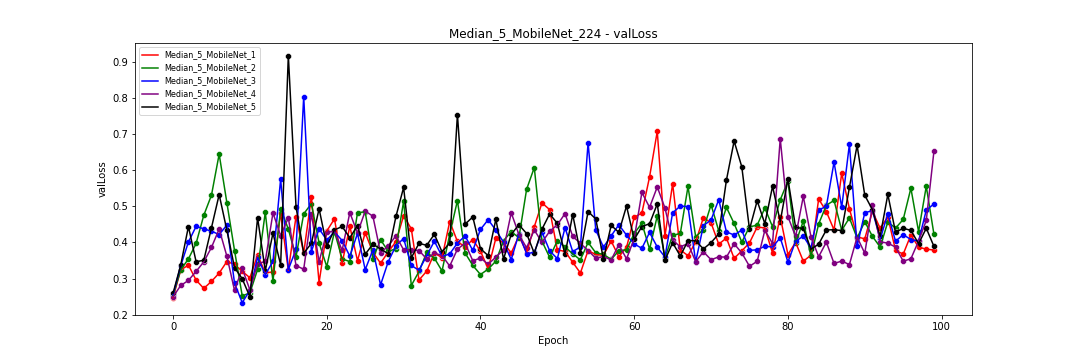 Median_5_MobileNet_224 - valLoss
Median_5_MobileNet_1
Median_5_MobileNet_2
Median_5_MobileNet_3
Median_5_MobileNet_4
Median_5_MobileNet_5
valLoss
0.9
0.8
0.7
0.6
0.5
0.4
0.3
0.2
0 20 40 60 80 100
Epoch